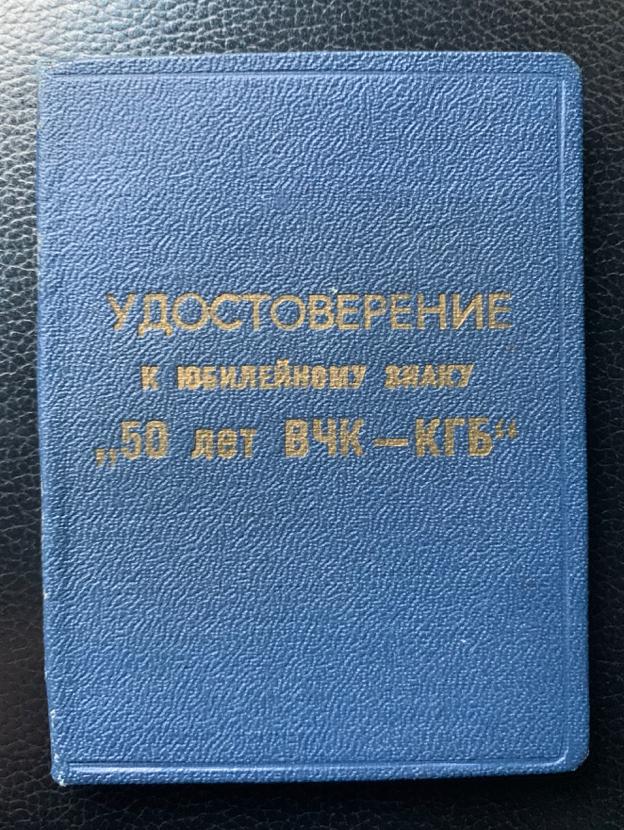 УДОСТОВЕРЕНИЕ
К ЮБИЛЕЙНОМУ ЗНАКУ
„50 лет ВЧК—КГБ“